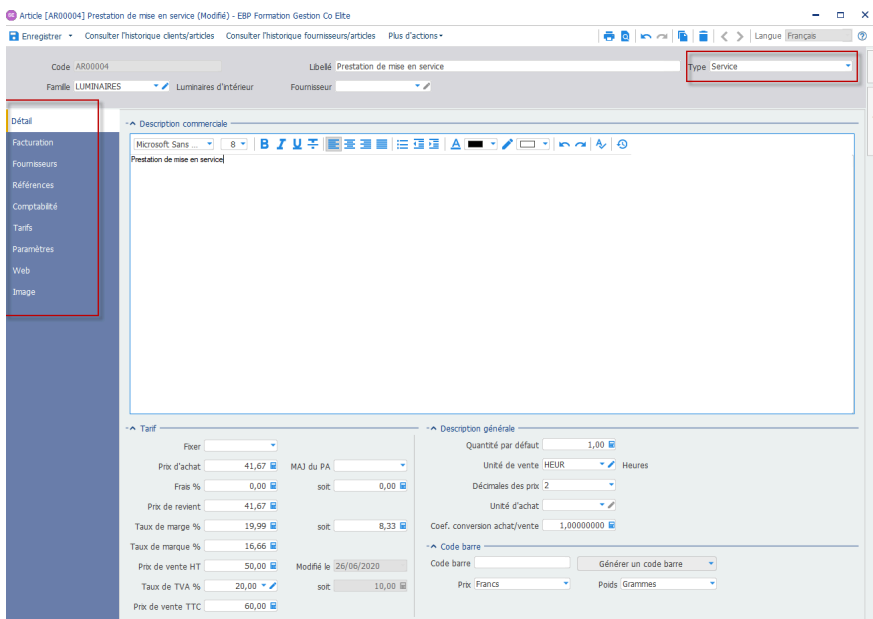 Article [AR00004] Prestation de mise en service (Modifié) - EBP Formation Gestion Co Elite
Enregistrer Consulter l'historique clients/articles Consulter l'historique fournisseurs/articles Plus d'actions Langue Français
Code AR00004 Libellé Prestation de mise en service Type Service
Famille LUMINAIRES Luminaires d'intérieur Fournisseur
Détail
Facturation
Fournisseurs
Références
Comptabilité
Tarifs
Paramètres
Web
Image
Description commerciale
Microsoft Sans ... 8 B I U T A
Prestation de mise en service
Tarif
Fixer
Prix d'achat 41,67 MAJ du PA
Frais % 0,00 soit 0,00
Prix de revient 41,67
Taux de marge % 19,99 soit 8,33
Taux de marque % 16,66
Prix de vente HT 50,00 Modifié le 26/06/2020
Taux de TVA % 20,00 soit 10,00
Prix de vente TTC 60,00
Description générale
Quantité par défaut 1,00
Unité de vente HEUR Heures
Décimales des prix 2
Unité d'achat
Coef. conversion achat/vente 1,00000000
Code barre
Code barre Générer un code barre
Prix Francs Poids Grammes